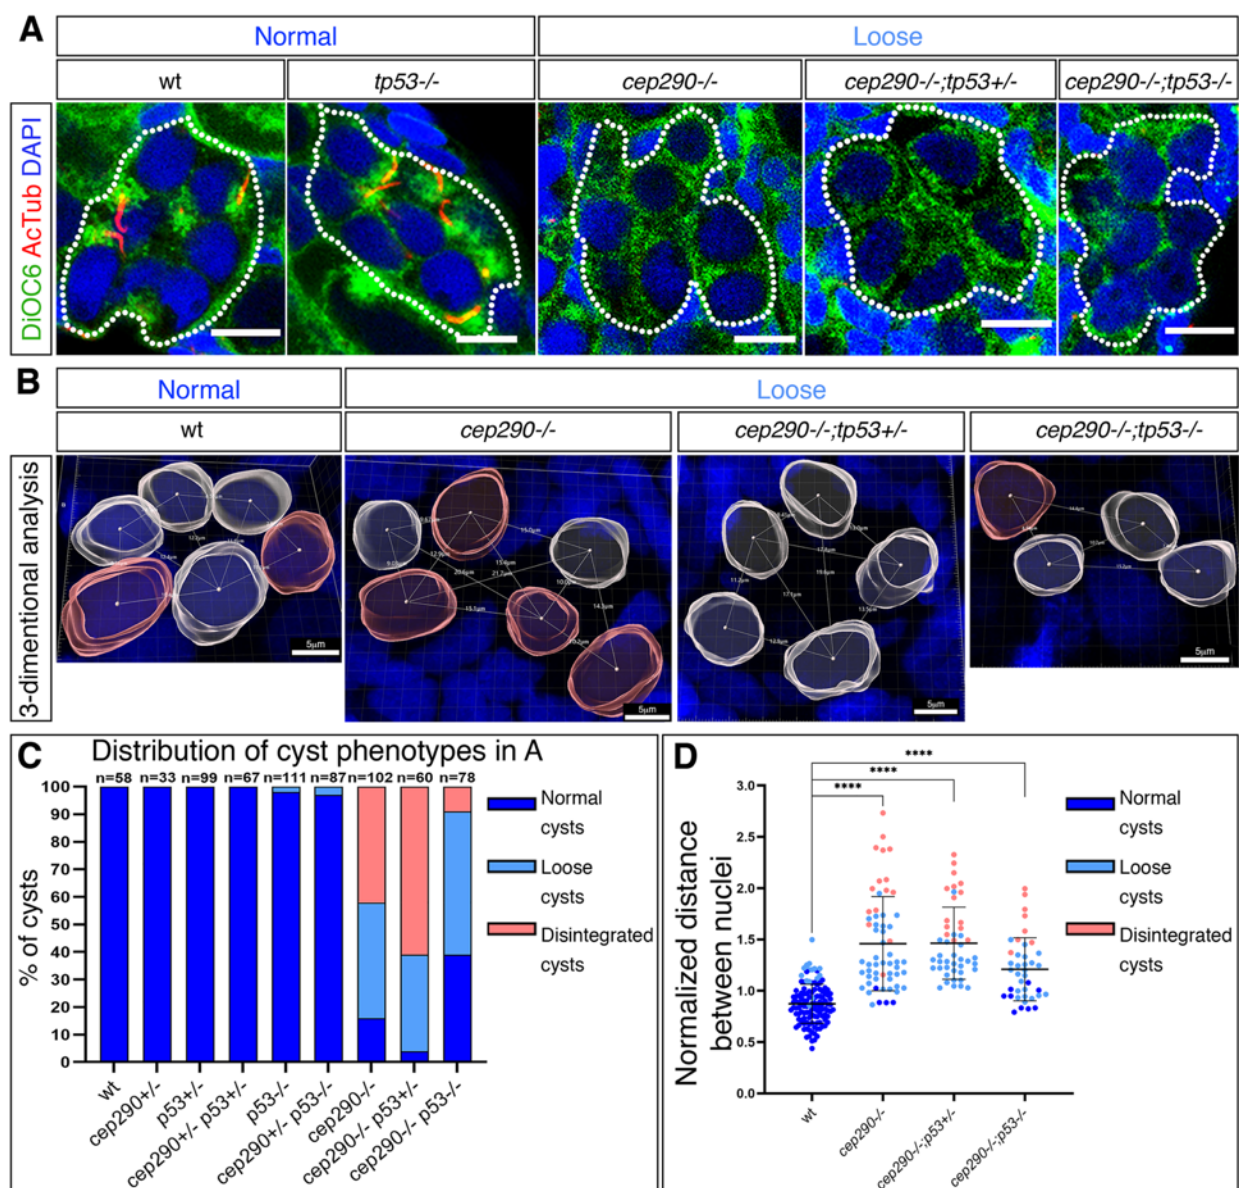 A
Normal
Loose
wt
tp53-/-
cep290-/-
cep290-/-;tp53+/-
cep290-/-;tp53-/-
DiOC6 AcTub DAPI
B
Normal
Loose
wt
cep290-/-
cep290-/-;tp53+/-
cep290-/-;tp53-/-
3-dimentional analysis
5µm
5µm
5µm
5µm
C
Distribution of cyst phenotypes in A
n=58 n=33 n=99 n=67 n=111 n=87 n=102 n=60 n=78
% of cysts
100
90
80
70
60
50
40
30
20
10
0
wt
cep290+/-
p53+/-
cep290+/- p53+/-
p53-/-
cep290+/- p53-/-
cep290-/-
cep290-/- p53+/-
cep290-/- p53-/-
Normal
cysts
Loose
cysts
Disintegrated
cysts
D
Normalized distance
between nuclei
3.0
2.5
2.0
1.5
1.0
0.5
0.0
****
****
****
wt
cep290-/-
cep290-/-;p53+/-
cep290-/-;p53-/-
Normal
cysts
Loose
cysts
Disintegrated
cysts